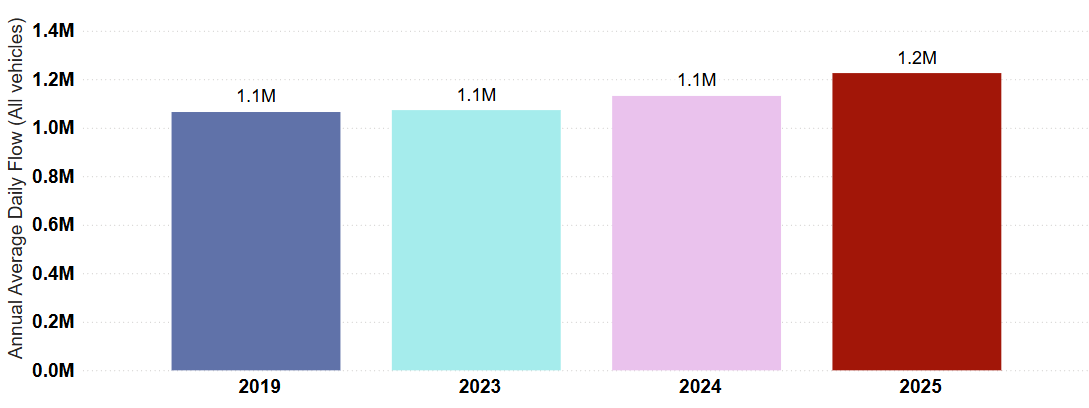 Annual Average Daily Flow (All vehicles)
1.4M
1.2M
1.0M
0.8M
0.6M
0.4M
0.2M
0.0M
1.1M
1.1M
1.1M
1.2M
2019
2023
2024
2025